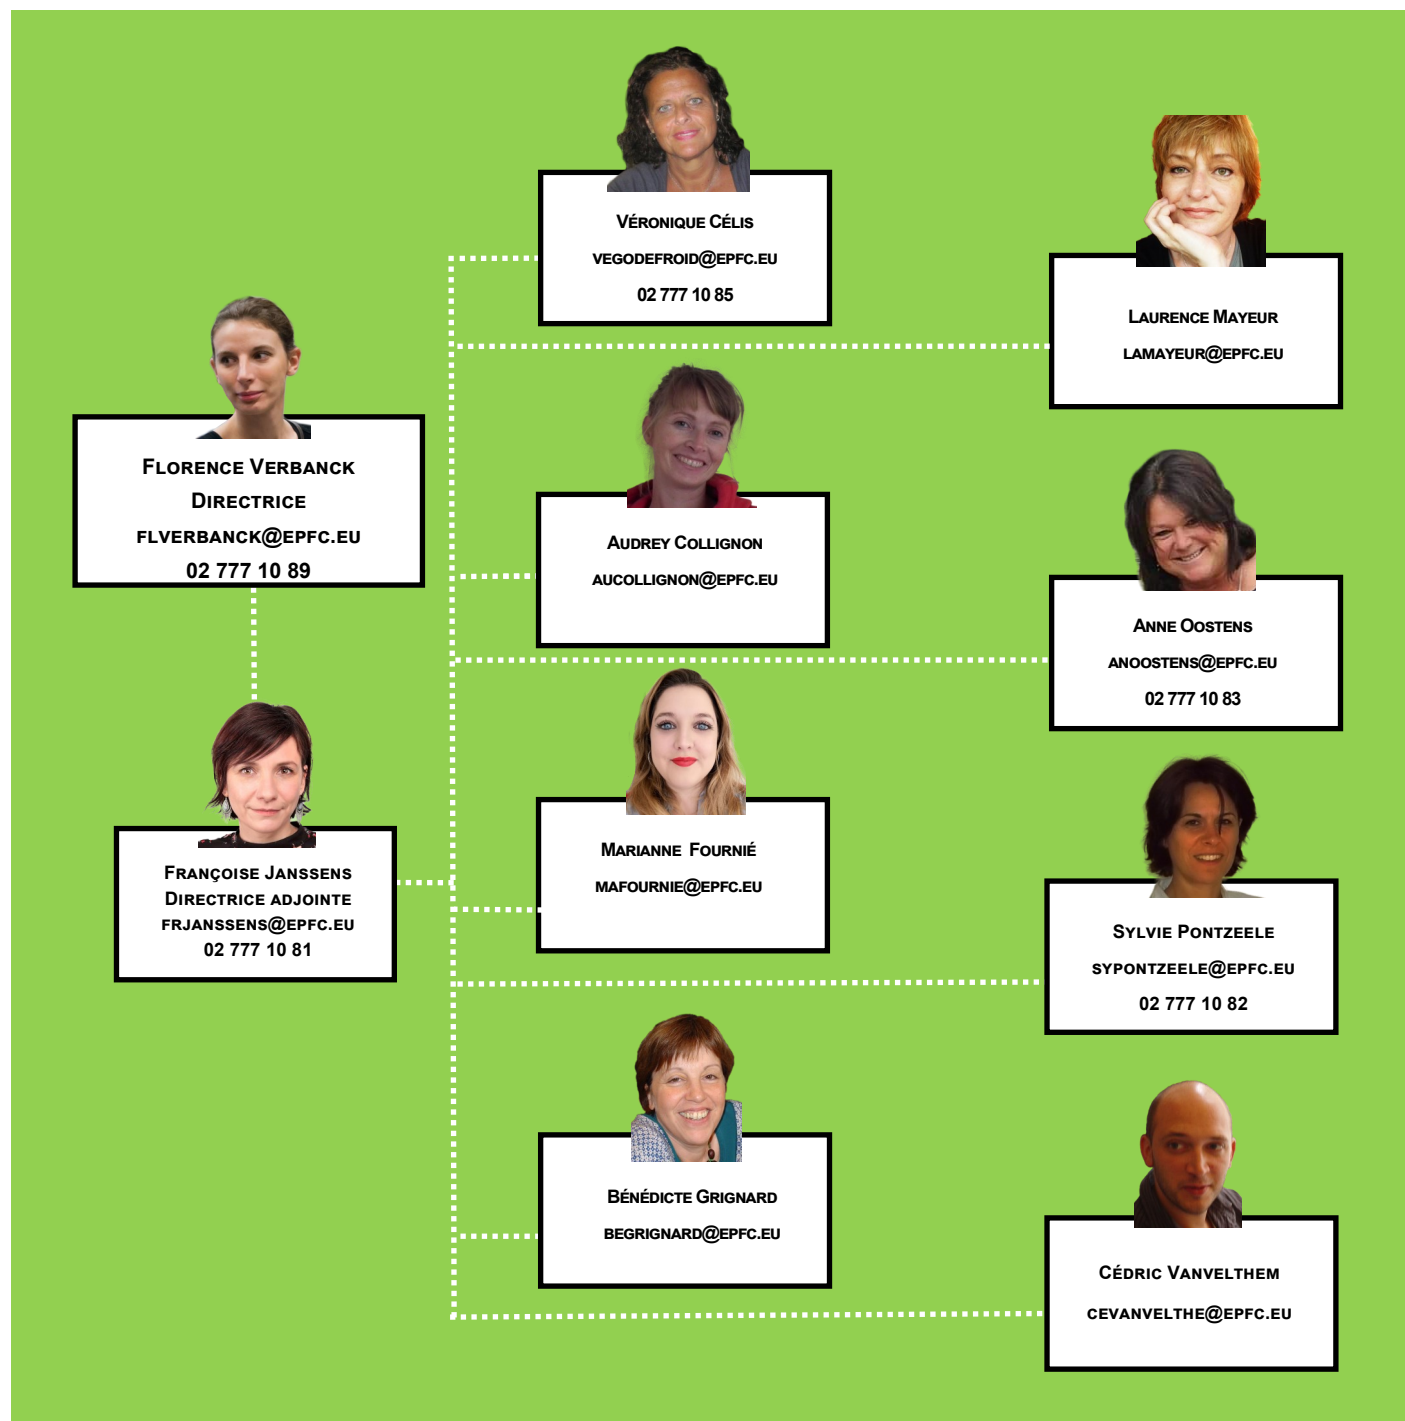 Florence Verbanck
Directrice
flverbanck@epfc.eu
02 777 10 89
Françoise Janssens
Directrice adjointe
frjanssens@epfc.eu
02 777 10 81
Véronique Célis
vegodefroid@epfc.eu
02 777 10 85
Laurence Mayeur
lamayeur@epfc.eu
Audrey Collignon
aucollignon@epfc.eu
Anne Oostens
anoostens@epfc.eu
02 777 10 83
Marianne Fournié
mafournie@epfc.eu
Sylvie Pontzeele
sypontzeele@epfc.eu
02 777 10 82
Bénédicte Grignard
begrignard@epfc.eu
Cédric Vanvelthem
cevanvelthe@epfc.eu